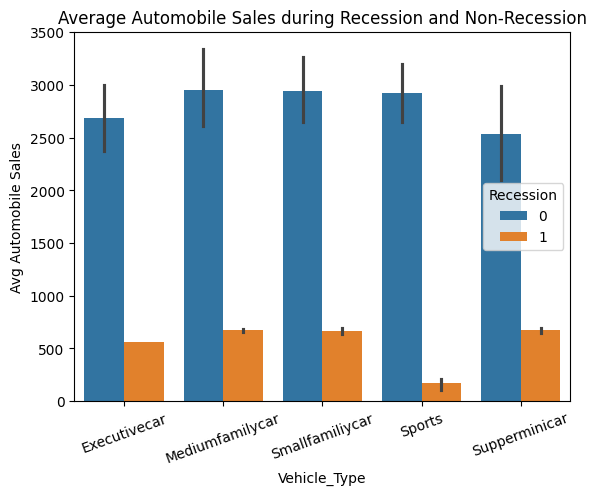 Average Automobile Sales during Recession and Non-Recession
3500
3000
2500
2000
1500
1000
500
0
Avg Automobile Sales
Recession
0
1
Executivecar
Mediumfamilycar
Smallfamiliycar
Sports
Supperminicar
Vehicle_Type